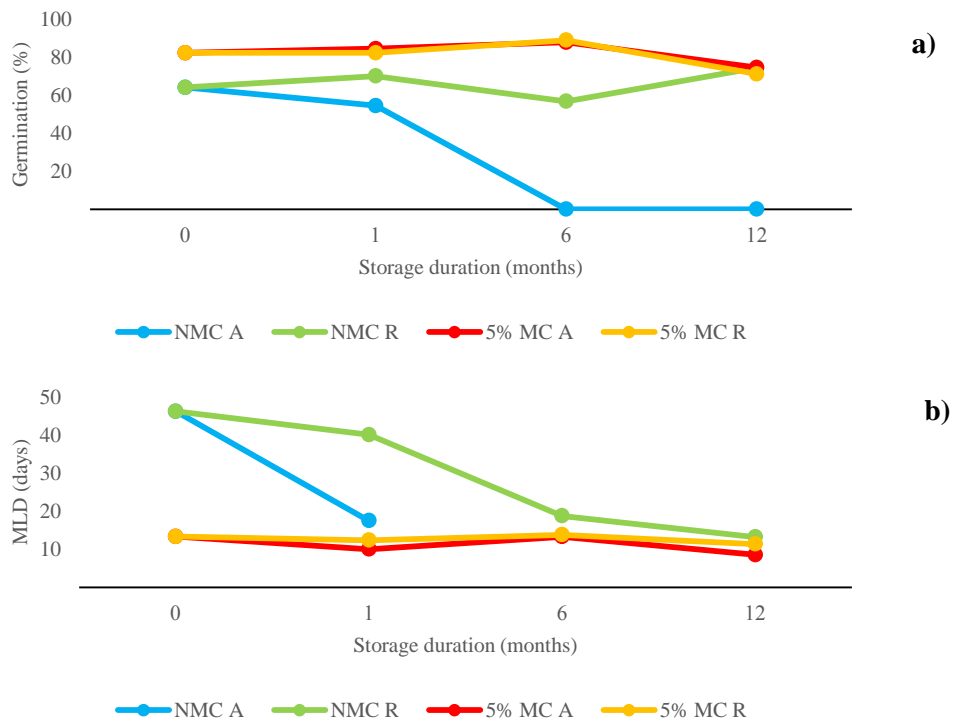 100
80
60
40
20
Germination (%)
a)
0 1 6 12
Storage duration (months)
NMC A NMC R 5% MC A 5% MC R
50
40
30
20
10
MLD (days)
b)
0 1 6 12
Storage duration (months)
NMC A NMC R 5% MC A 5% MC R